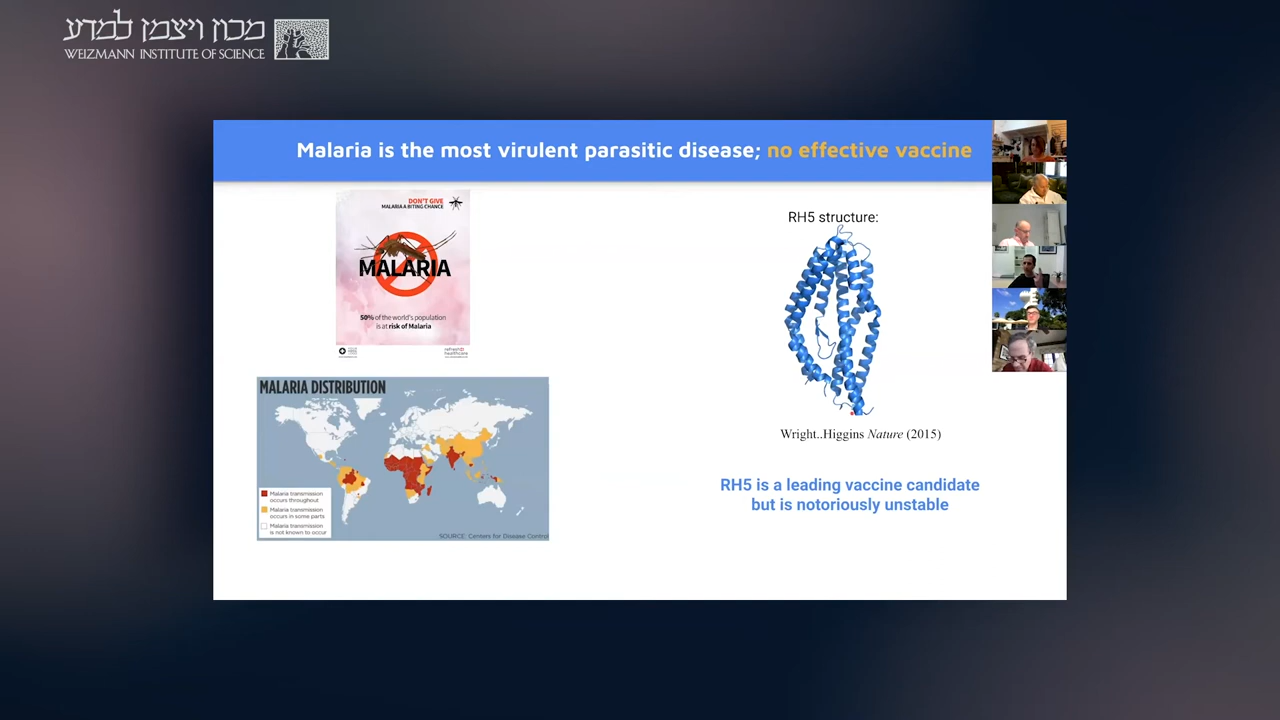 מכון ויצמן למדע
WEIZMANN INSTITUTE OF SCIENCE
Malaria is the most virulent parasitic disease; no effective vaccine
DON'T GIVE
MALARIA A BITING CHANCE
MALARIA
50% of the world's population
is at risk of Malaria
refresh
healthcare
MALARIA DISTRIBUTION
Malaria transmission
occurs throughout
Malaria transmission
occurs in some parts
Malaria transmission
is not known to occur
SOURCE: Centers for Disease Control
RH5 structure:
Wright..Higgins Nature (2015)
RH5 is a leading vaccine candidate
but is notoriously unstable